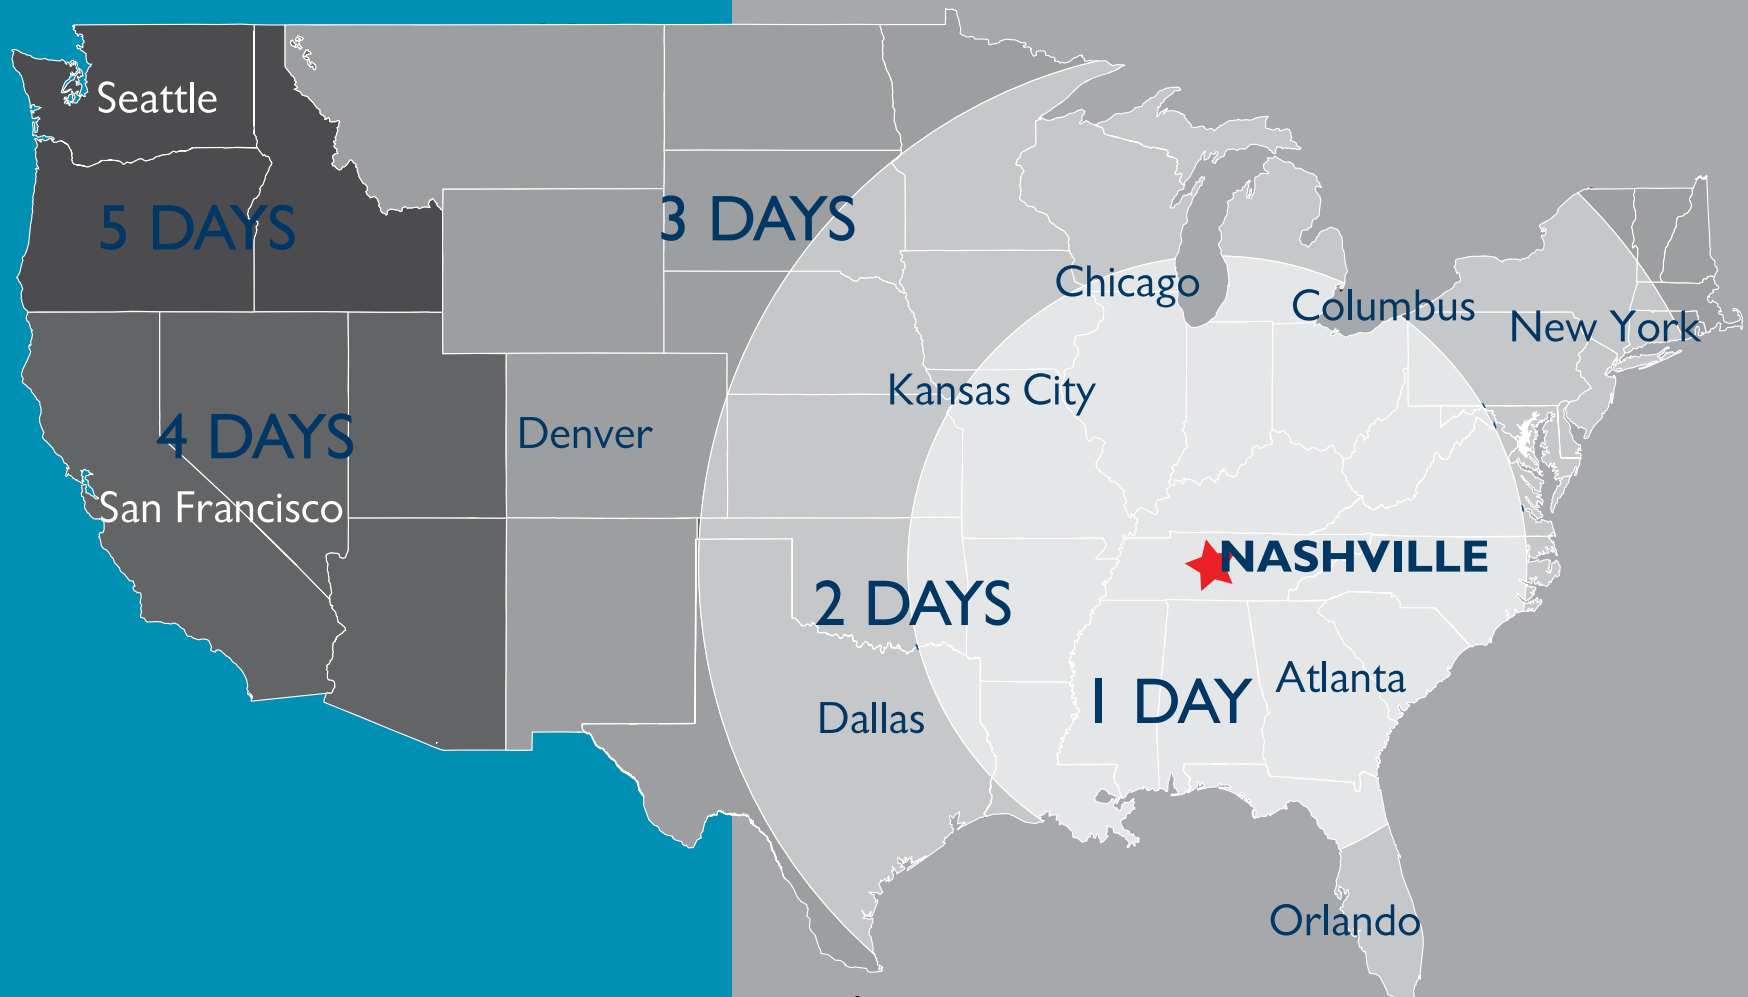 Seattle
5 DAYS
3 DAYS
Chicago
Columbus
New York
Kansas City
4 DAYS
Denver
San Francisco
NASHVILLE
2 DAYS
1 DAY
Atlanta
Dallas
Orlando